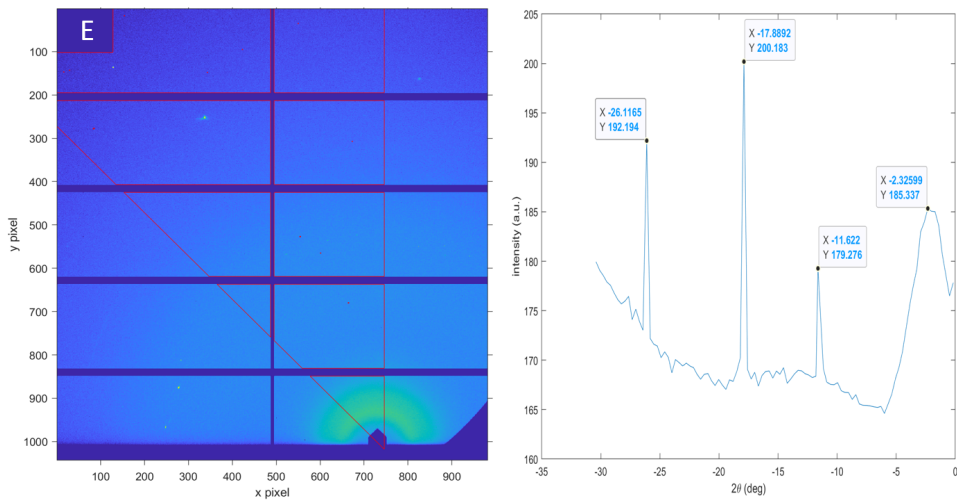 E
100
200
300
400
500
600
700
800
900
1000
y pixel
100 200 300 400 500 600 700 800 900
x pixel
205
200
195
190
185
180
175
170
165
160
intensity (a.u.)
X -26.1165
Y 192.194
X -17.8892
Y 200.183
X -11.622
Y 179.276
X -2.32599
Y 185.337
-35 -30 -25 -20 -15 -10 -5 0
2θ (deg)